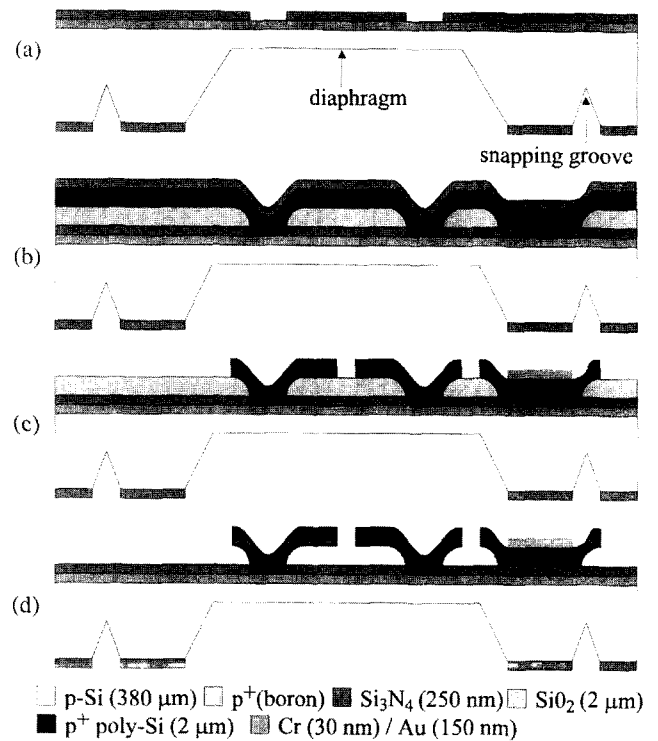 (a)
diaphragm
snapping groove
(b)
(c)
(d)
p-Si (380 μm) p⁺(boron) Si₃N₄ (250 nm) SiO₂ (2 μm)
p⁺ poly-Si (2 μm) Cr (30 nm) / Au (150 nm)